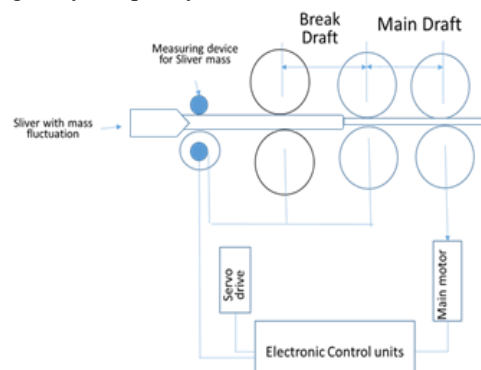 Break
Draft
Main Draft
Measuring device
for Sliver mass
Sliver with mass
fluctuation
Servo
drive
Main motor
Electronic Control units